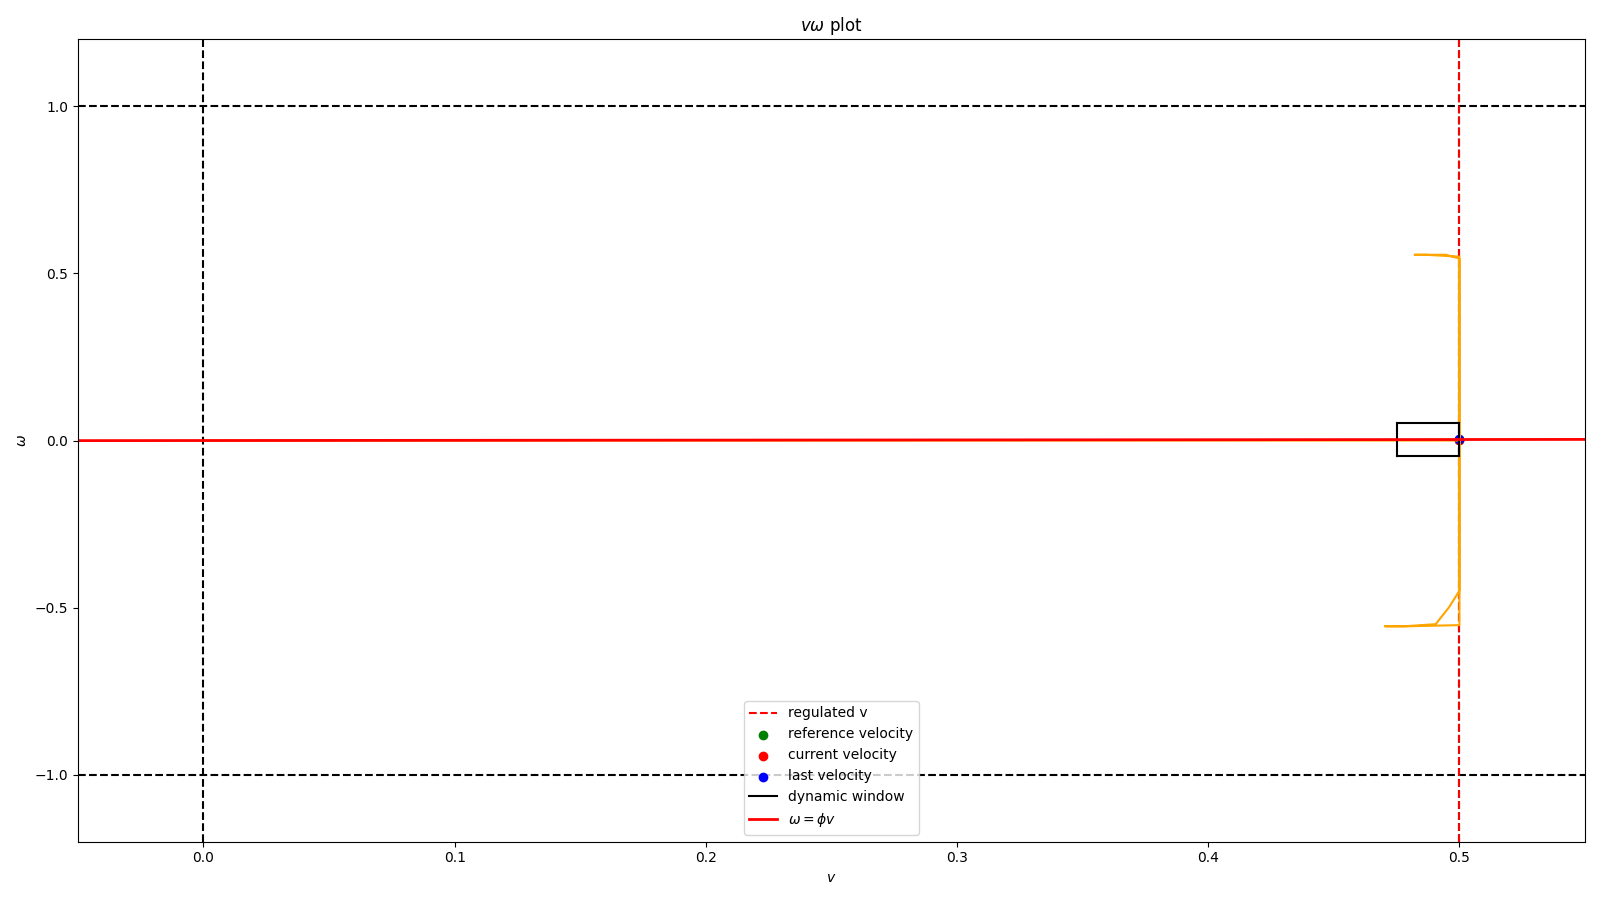 vω plot
1.0
0.5
0.0
−0.5
−1.0
ω
regulated v
reference velocity
current velocity
last velocity
dynamic window
ω = ϕv
0.0 0.1 0.2 0.3 0.4 0.5
v